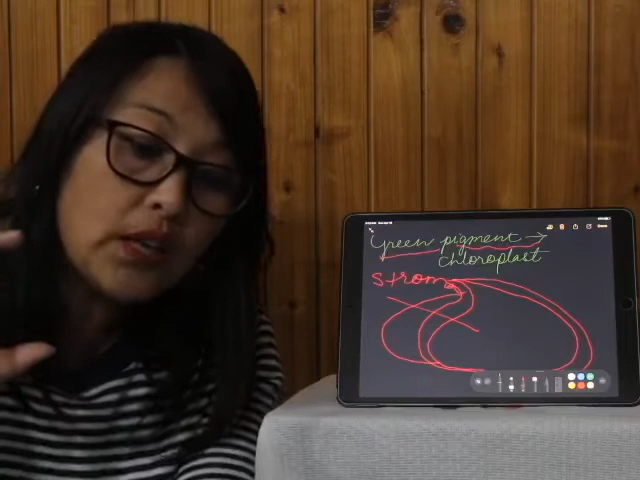 Green pigment →
chloroplast
Stroma